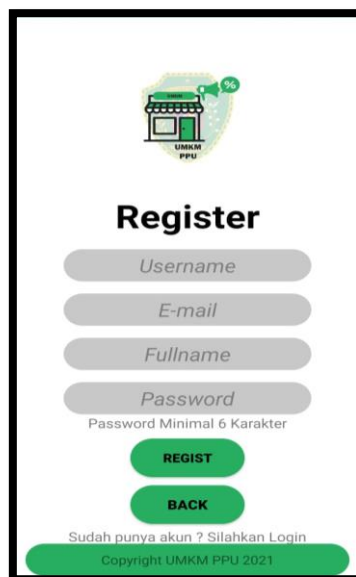 UMKM
%
UMKM
PPU
Register
Username
E-mail
Fullname
Password
Password Minimal 6 Karakter
REGIST
BACK
Sudah punya akun ? Silahkan Login
Copyright UMKM PPU 2021